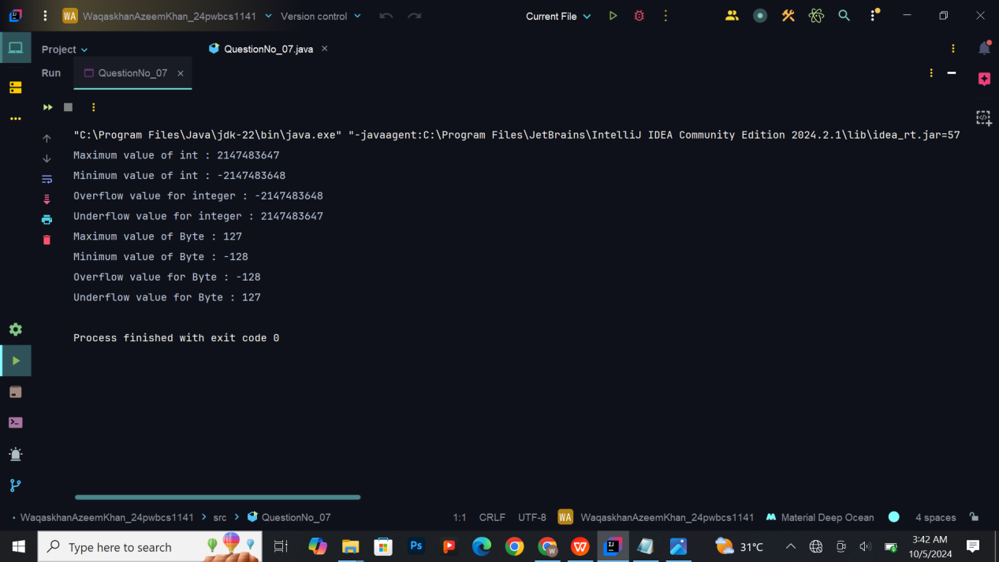 WA WaqaskhanAzeemKhan_24pwbcs1141 Version control Current File
Project QuestionNo_07.java
Run QuestionNo_07
"C:\Program Files\Java\jdk-22\bin\java.exe" "-javaagent:C:\Program Files\JetBrains\IntelliJ IDEA Community Edition 2024.2.1\lib\idea_rt.jar=57
Maximum value of int : 2147483647
Minimum value of int : -2147483648
Overflow value for integer : -2147483648
Underflow value for integer : 2147483647
Maximum value of Byte : 127
Minimum value of Byte : -128
Overflow value for Byte : -128
Underflow value for Byte : 127
Process finished with exit code 0
WaqaskhanAzeemKhan_24pwbcs1141 src QuestionNo_07 1:1 CRLF UTF-8 WA WaqaskhanAzeemKhan_24pwbcs1141 Material Deep Ocean 4 spaces
Type here to search Ps 31°C 3:42 AM
10/5/2024